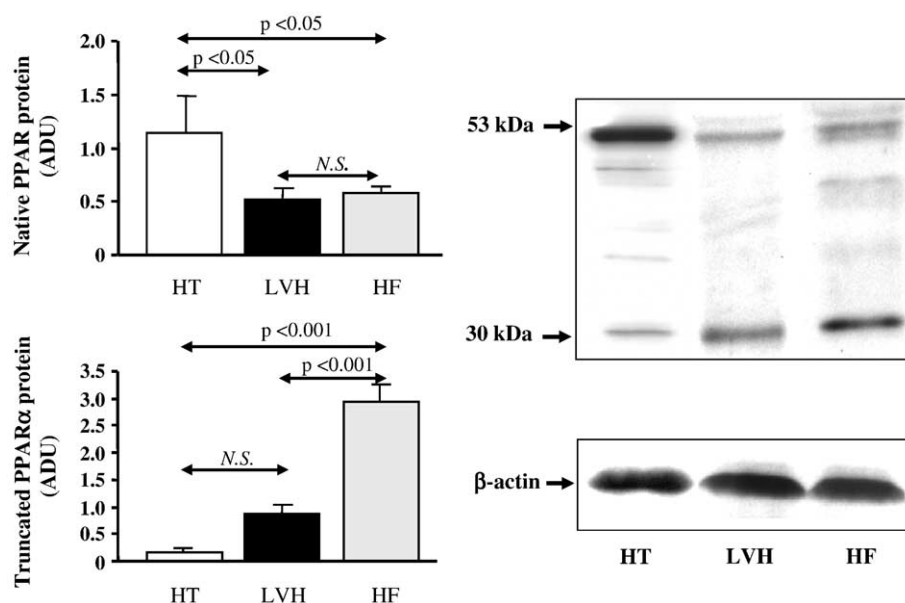 Native PPAR protein
(ADU)
2.0
1.5
1.0
0.5
0
p <0.05
p <0.05
N.S.
HT LVH HF
Truncated PPARα protein
(ADU)
3.5
3.0
2.5
2.0
1.5
1.0
0.5
0
p <0.001
p <0.001
N.S.
HT LVH HF
53 kDa
30 kDa
β-actin
HT LVH HF